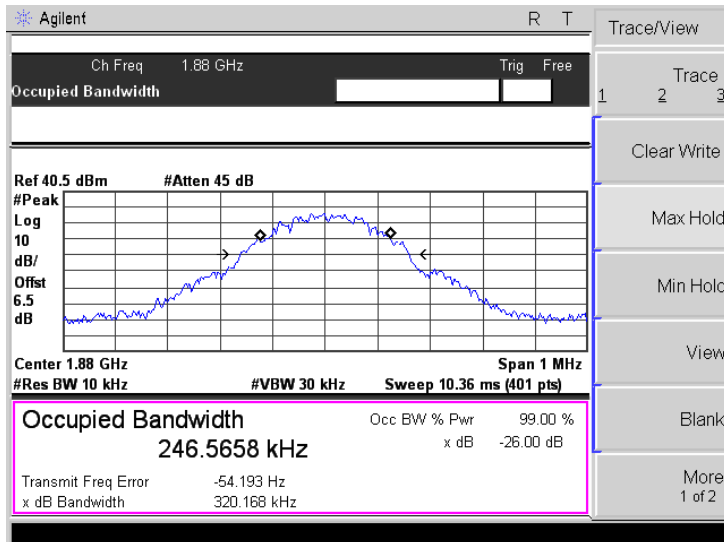 Agilent R T
Ch Freq 1.88 GHz Trig Free
Occupied Bandwidth
Ref 40.5 dBm #Atten 45 dB
#Peak
Log
10
dB/
Offst
6.5
dB
Center 1.88 GHz Span 1 MHz
#Res BW 10 kHz #VBW 30 kHz Sweep 10.36 ms (401 pts)
Occupied Bandwidth
246.5658 kHz
Occ BW % Pwr 99.00 %
x dB -26.00 dB
Transmit Freq Error -54.193 Hz
x dB Bandwidth 320.168 kHz
Trace/View
Trace
1 2 3
Clear Write
Max Hold
Min Hold
View
Blank
More
1 of 2